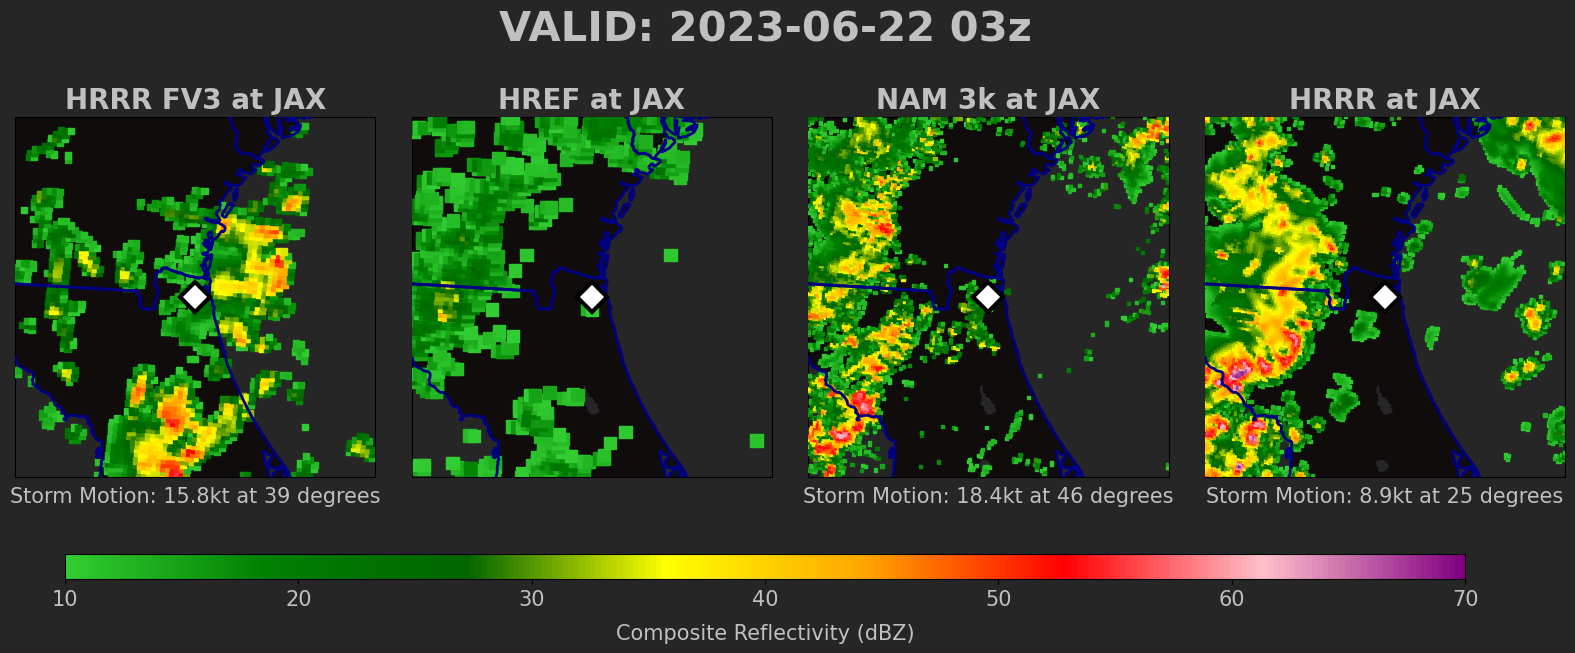 VALID: 2023-06-22 03z
HRRR FV3 at JAX
HREF at JAX
NAM 3k at JAX
HRRR at JAX
Storm Motion: 15.8kt at 39 degrees
Storm Motion: 18.4kt at 46 degrees
Storm Motion: 8.9kt at 25 degrees
10 20 30 40 50 60 70
Composite Reflectivity (dBZ)